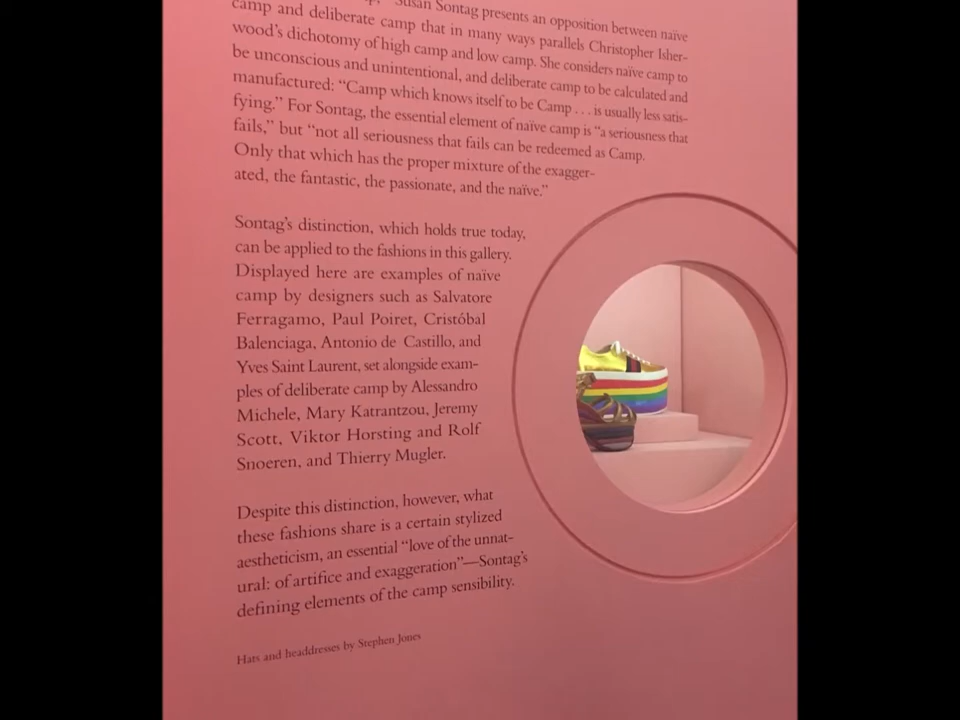 Susan Sontag presents an opposition between naïve
camp and deliberate camp that in many ways parallels Christopher Isher-
wood's dichotomy of high camp and low camp. She considers naïve camp to
be unconscious and unintentional, and deliberate camp to be calculated and
manufactured: “Camp which knows itself to be Camp . . . is usually less satis-
fying.” For Sontag, the essential element of naïve camp is “a seriousness that
fails,” but “not all seriousness that fails can be redeemed as Camp.
Only that which has the proper mixture of the exagger-
ated, the fantastic, the passionate, and the naïve.”
Sontag's distinction, which holds true today,
can be applied to the fashions in this gallery.
Displayed here are examples of naïve
camp by designers such as Salvatore
Ferragamo, Paul Poiret, Cristóbal
Balenciaga, Antonio de Castillo, and
Yves Saint Laurent, set alongside exam-
ples of deliberate camp by Alessandro
Michele, Mary Katrantzou, Jeremy
Scott, Viktor Horsting and Rolf
Snoeren, and Thierry Mugler.
Despite this distinction, however, what
these fashions share is a certain stylized
aestheticism, an essential “love of the unnat-
ural: of artifice and exaggeration”—Sontag's
defining elements of the camp sensibility.
Hats and headdresses by Stephen Jones